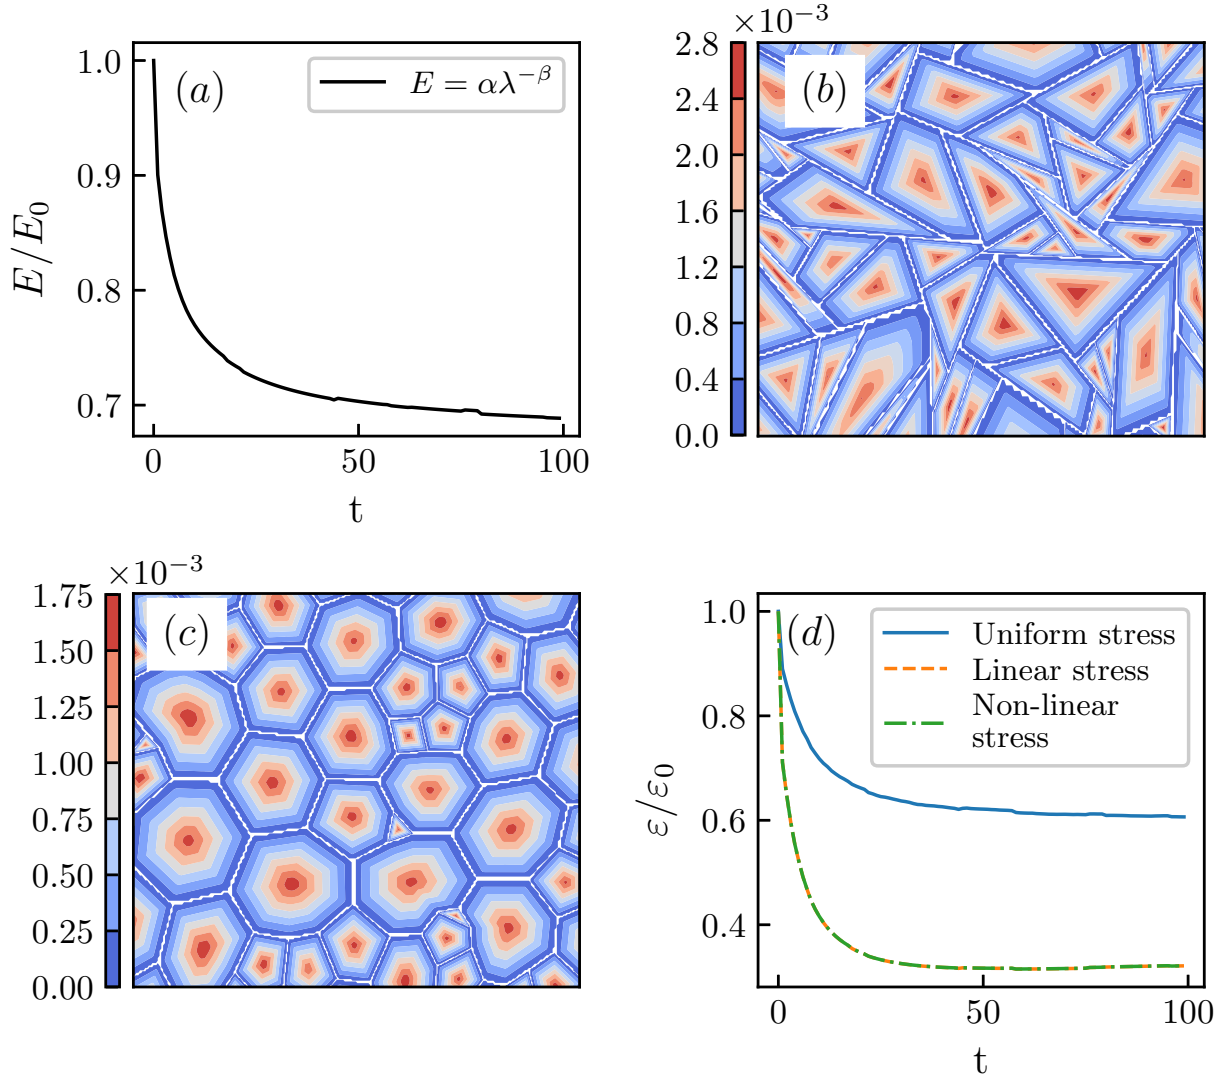 (a)
E = αλ^{−β}
1.0
0.9
0.8
0.7
E/E_0
0
50
100
t
×10^{−3}
(b)
2.8
2.4
2.0
1.6
1.2
0.8
0.4
0.0
×10^{−3}
(c)
1.75
1.50
1.25
1.00
0.75
0.50
0.25
0.00
(d)
Uniform stress
Linear stress
Non-linear
stress
1.0
0.8
0.6
0.4
ε/ε_0
0
50
100
t